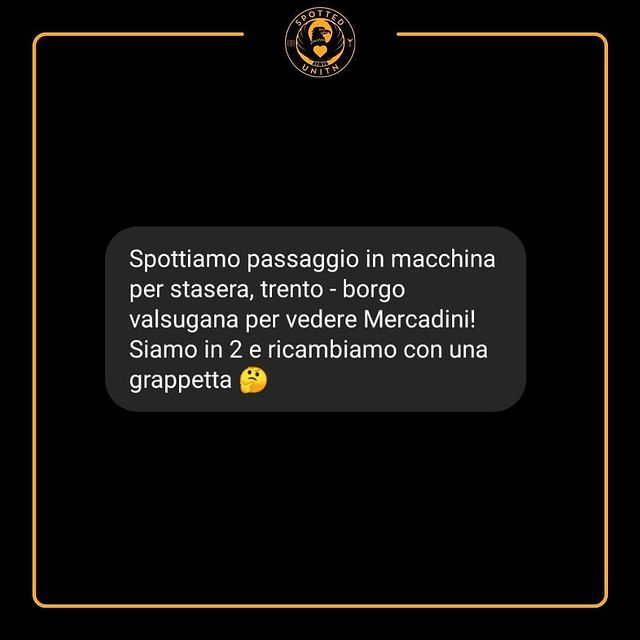 SPOTTED
UNITN
Spottiamo passaggio in macchina
per stasera, trento - borgo
valsugana per vedere Mercadini!
Siamo in 2 e ricambiamo con una
grappetta 🤔